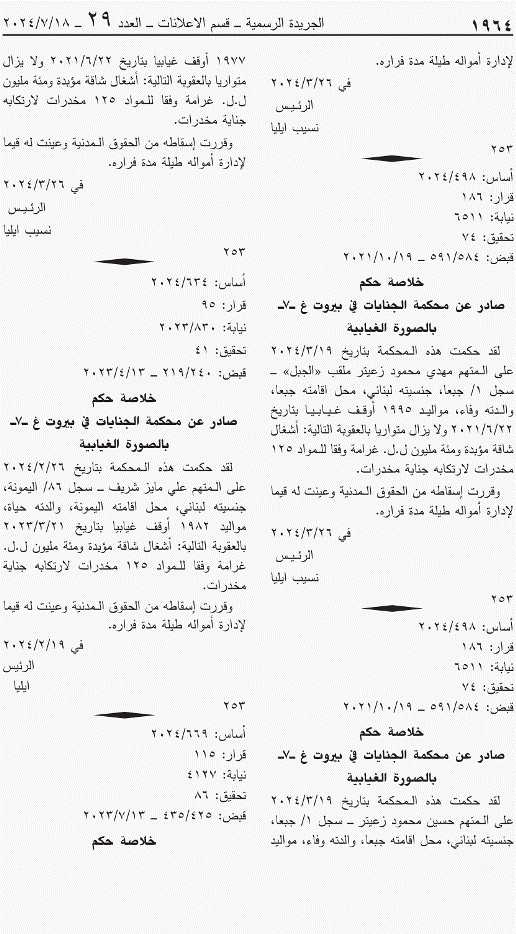 ١٩٦٤
الجريدة الرسمية ـ قسم الاعلانات ـ العدد ٢٩ ـ ٢٠٢٤/٧/١٨
لإدارة أمواله طيلة مدة فراره.
في ٢٠٢٤/٣/٢٦
الرئيس
نسيب ايليا
٢٥٣
أساس: ٢٠٢٤/٤٩٨
قرار: ١٨٦
نيابة: ٦٥١١
تحقيق: ٧٤
قبض: ٥٩١/٥٨٤ ـ ٢٠٢١/١٠/١٩
خلاصة حكم
صادر عن محكمة الجنايات في بيروت غ ـ٧ـ
بالصورة الغيابية
لقد حكمت هذه المحكمة بتاريخ ٢٠٢٤/٣/١٩
على المتهم مهدي محمود زعيتر ملقب «الجبل» ـ
سجل ١/ جبعا، جنسيته لبناني، محل اقامته جبعا،
والدته وفاء، مواليد ١٩٩٥ أوقف غيابيا بتاريخ
٢٠٢١/٦/٢٢ ولا يزال متواريا بالعقوبة التالية: أشغال
شاقة مؤبدة ومئة مليون ل.ل. غرامة وفقا للمواد ١٢٥
مخدرات لارتكابه جناية مخدرات.
وقررت إسقاطه من الحقوق المدنية وعينت له قيما
لإدارة أمواله طيلة مدة فراره.
في ٢٠٢٤/٣/٢٦
الرئيس
نسيب ايليا
٢٥٣
أساس: ٢٠٢٤/٤٩٨
قرار: ١٨٦
نيابة: ٦٥١١
تحقيق: ٧٤
قبض: ٥٩١/٥٨٤ ـ ٢٠٢١/١٠/١٩
خلاصة حكم
صادر عن محكمة الجنايات في بيروت غ ـ٧ـ
بالصورة الغيابية
لقد حكمت هذه المحكمة بتاريخ ٢٠٢٤/٣/١٩
على المتهم حسين محمود زعيتر ـ سجل ١/ جبعا،
جنسيته لبناني، محل اقامته جبعا، والدته وفاء، مواليد
١٩٧٧ أوقف غيابيا بتاريخ ٢٠٢١/٦/٢٢ ولا يزال
متواريا بالعقوبة التالية: أشغال شاقة مؤبدة ومئة مليون
ل.ل. غرامة وفقا للمواد ١٢٥ مخدرات لارتكابه
جناية مخدرات.
وقررت إسقاطه من الحقوق المدنية وعينت له قيما
لإدارة أمواله طيلة مدة فراره.
في ٢٠٢٤/٣/٢٦
الرئيس
نسيب ايليا
٢٥٣
أساس: ٢٠٢٤/٦٣٤
قرار: ٩٥
نيابة: ٢٠٢٣/٨٣٠
تحقيق: ٤١
قبض: ٢١٩/٢٤٠ ـ ٢٠٢٣/٤/١٣
خلاصة حكم
صادر عن محكمة الجنايات في بيروت غ ـ٧ـ
بالصورة الغيابية
لقد حكمت هذه المحكمة بتاريخ ٢٠٢٤/٢/٢٦
على المتهم علي مايز شريف ـ سجل ٨٦/ اليمونة،
جنسيته لبناني، محل اقامته اليمونة، والدته حياة،
مواليد ١٩٨٢ أوقف غيابيا بتاريخ ٢٠٢٣/٣/٢١
بالعقوبة التالية: أشغال شاقة مؤبدة ومئة مليون ل.ل.
غرامة وفقا للمواد ١٢٥ مخدرات لارتكابه جناية
مخدرات.
وقررت إسقاطه من الحقوق المدنية وعينت له قيما
لإدارة أمواله طيلة مدة فراره.
في ٢٠٢٤/٢/١٩
الرئيس
ايليا
٢٥٣
أساس: ٢٠٢٤/٦٦٩
قرار: ١١٥
نيابة: ٤١٢٧
تحقيق: ٨٦
قبض: ٤٣٥/٤٢٥ ـ ٢٠٢٣/٧/١٣
خلاصة حكم